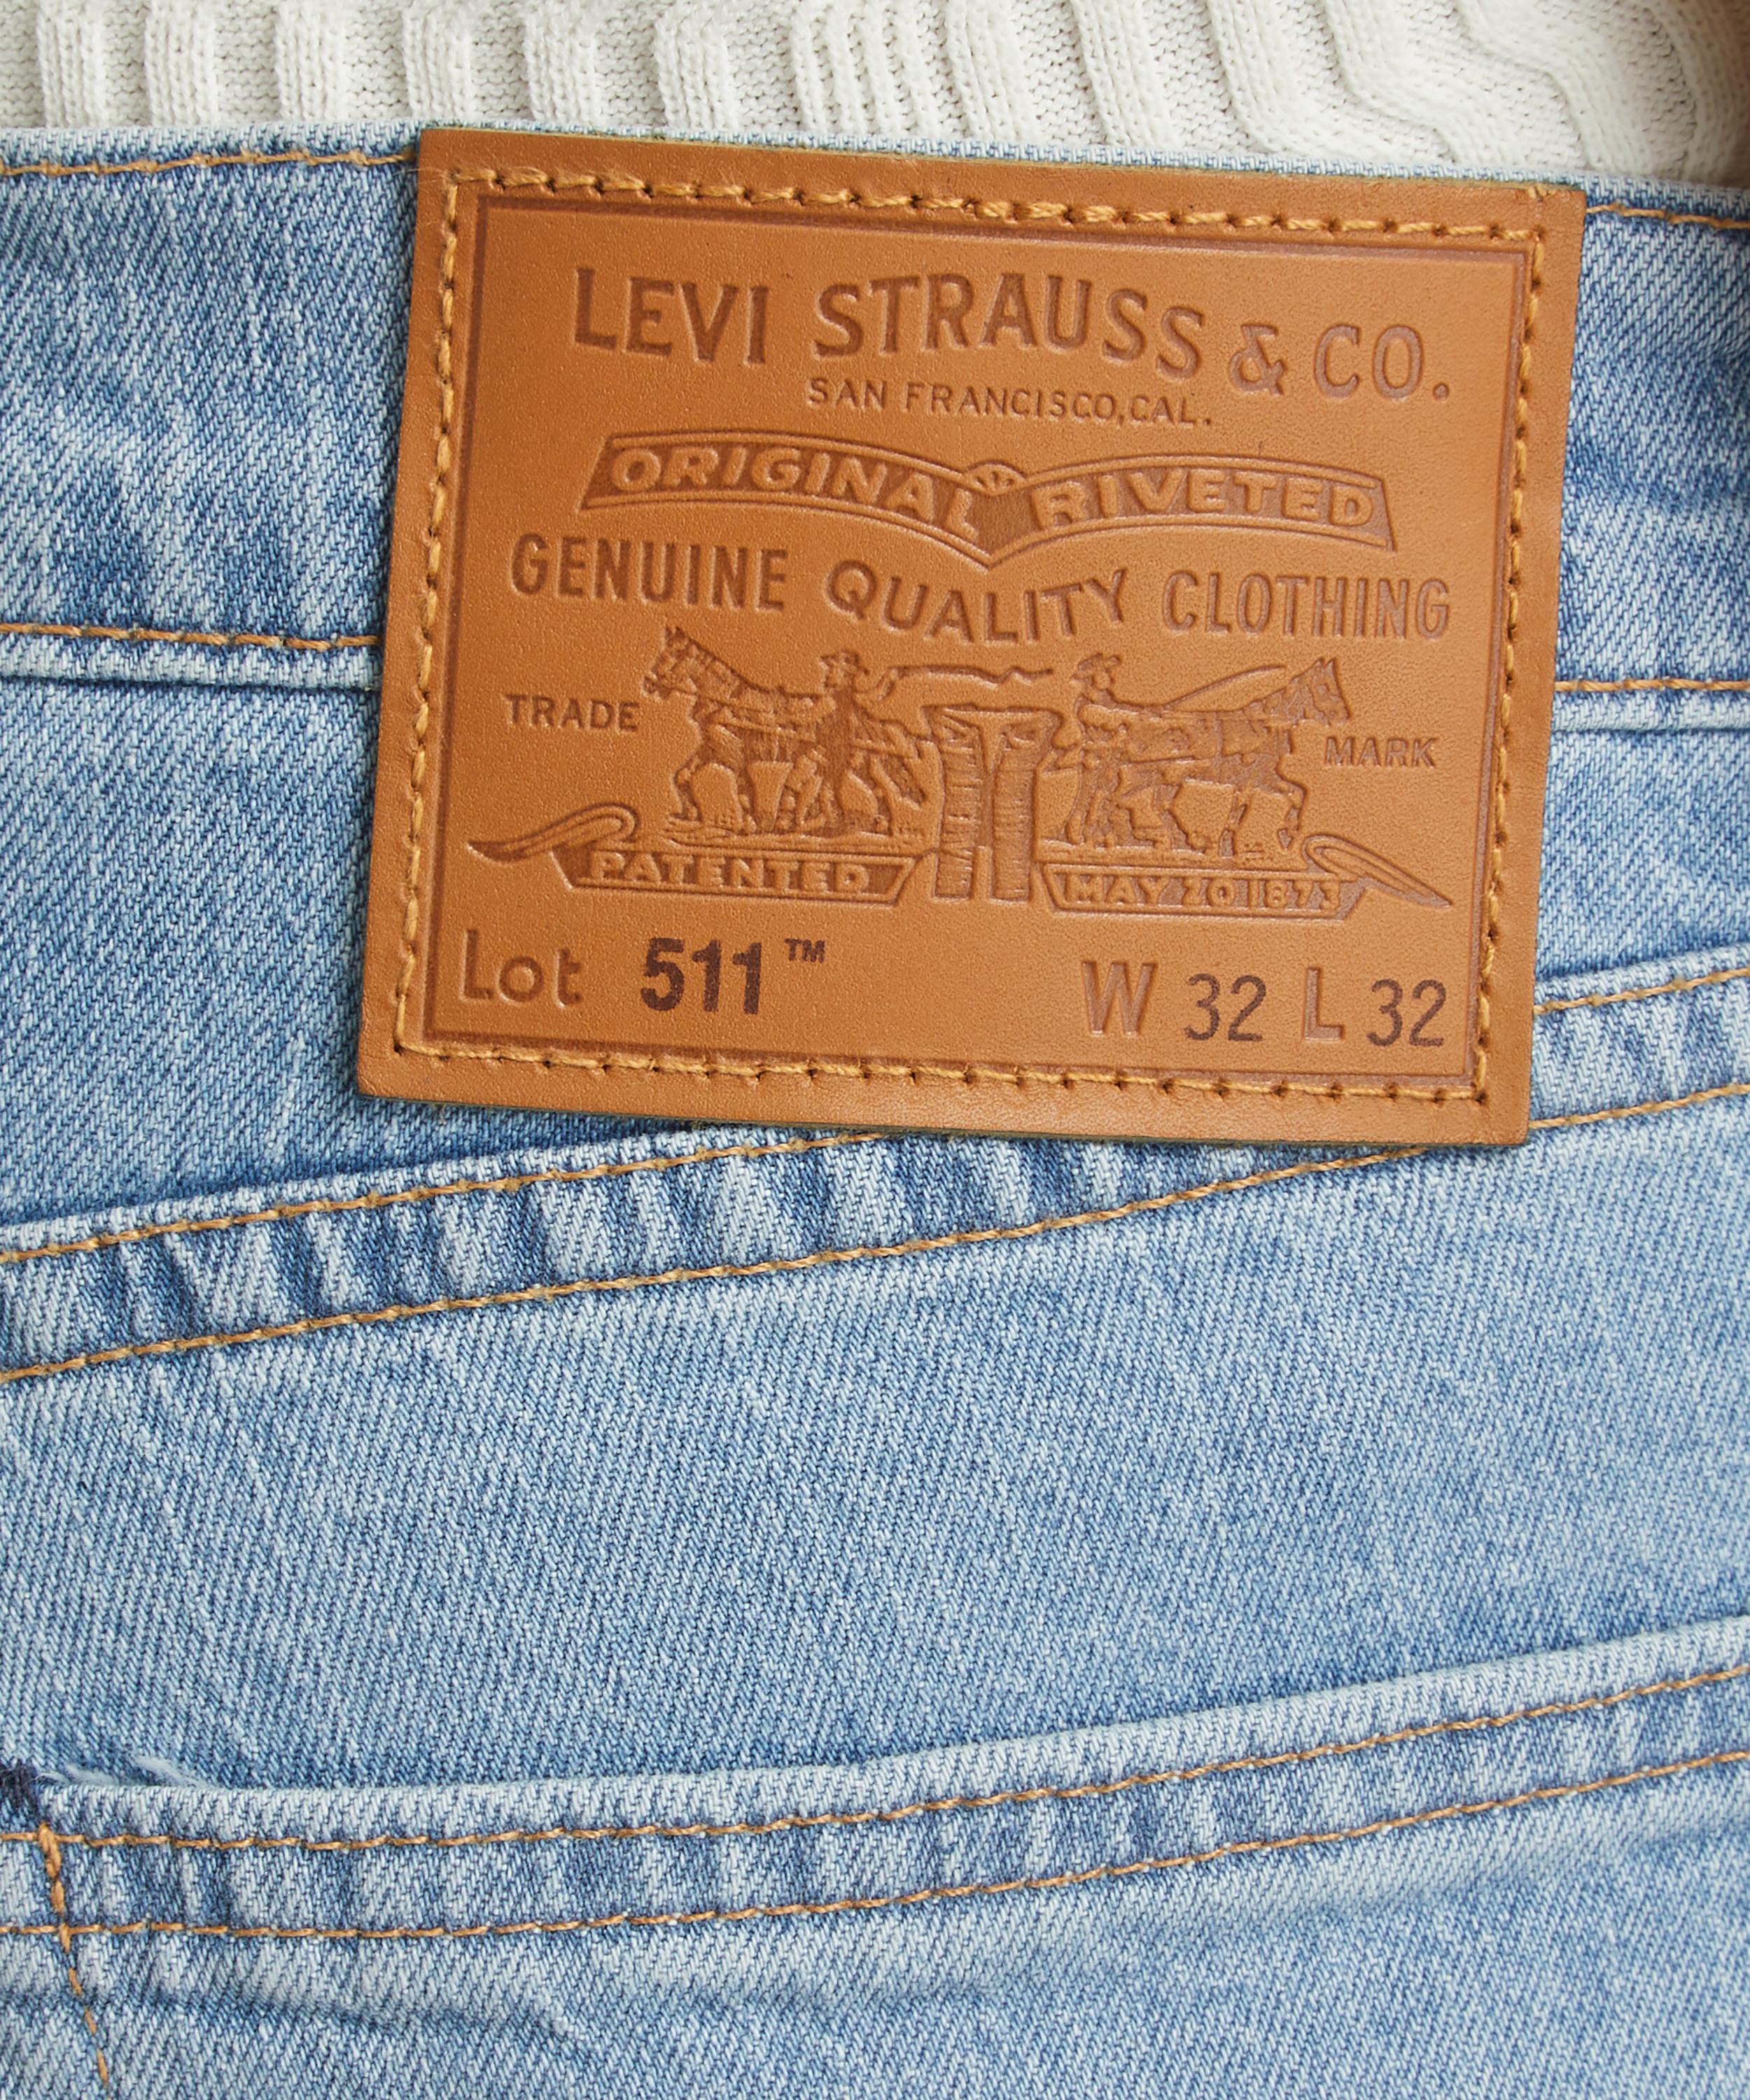 LEVI STRAUSS & CO.
SAN FRANCISCO, CAL.
ORIGINAL RIVETED
GENUINE QUALITY CLOTHING
TRADE MARK
PATENTED MAY 20 1873
Lot 511™ W 32 L 32